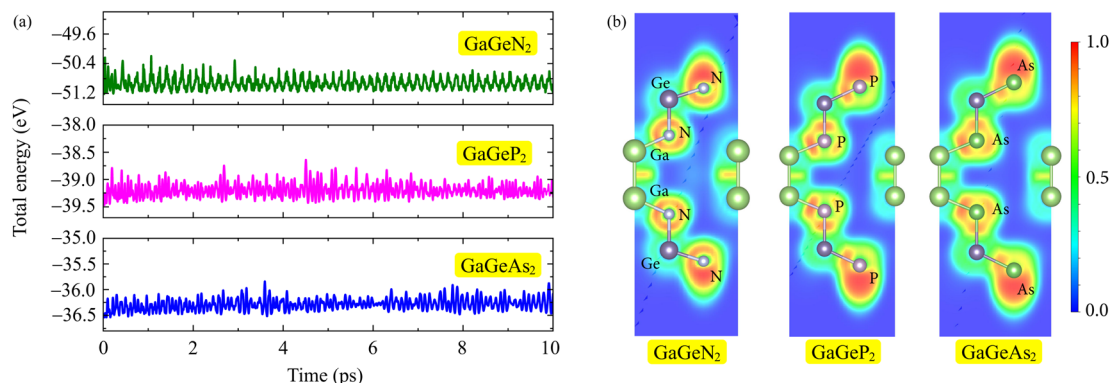 (a)
Total energy (eV)
−49.6
−50.4
−51.2
GaGeN₂
−38.0
−38.5
−39.0
−39.5
GaGeP₂
−35.0
−35.5
−36.0
−36.5
GaGeAs₂
0 2 4 6 8 10
Time (ps)
(b)
N
Ge
N
Ga
Ga
N
Ge
N
GaGeN₂
P
P
P
P
GaGeP₂
As
As
As
As
GaGeAs₂
1.0
0.5
0.0